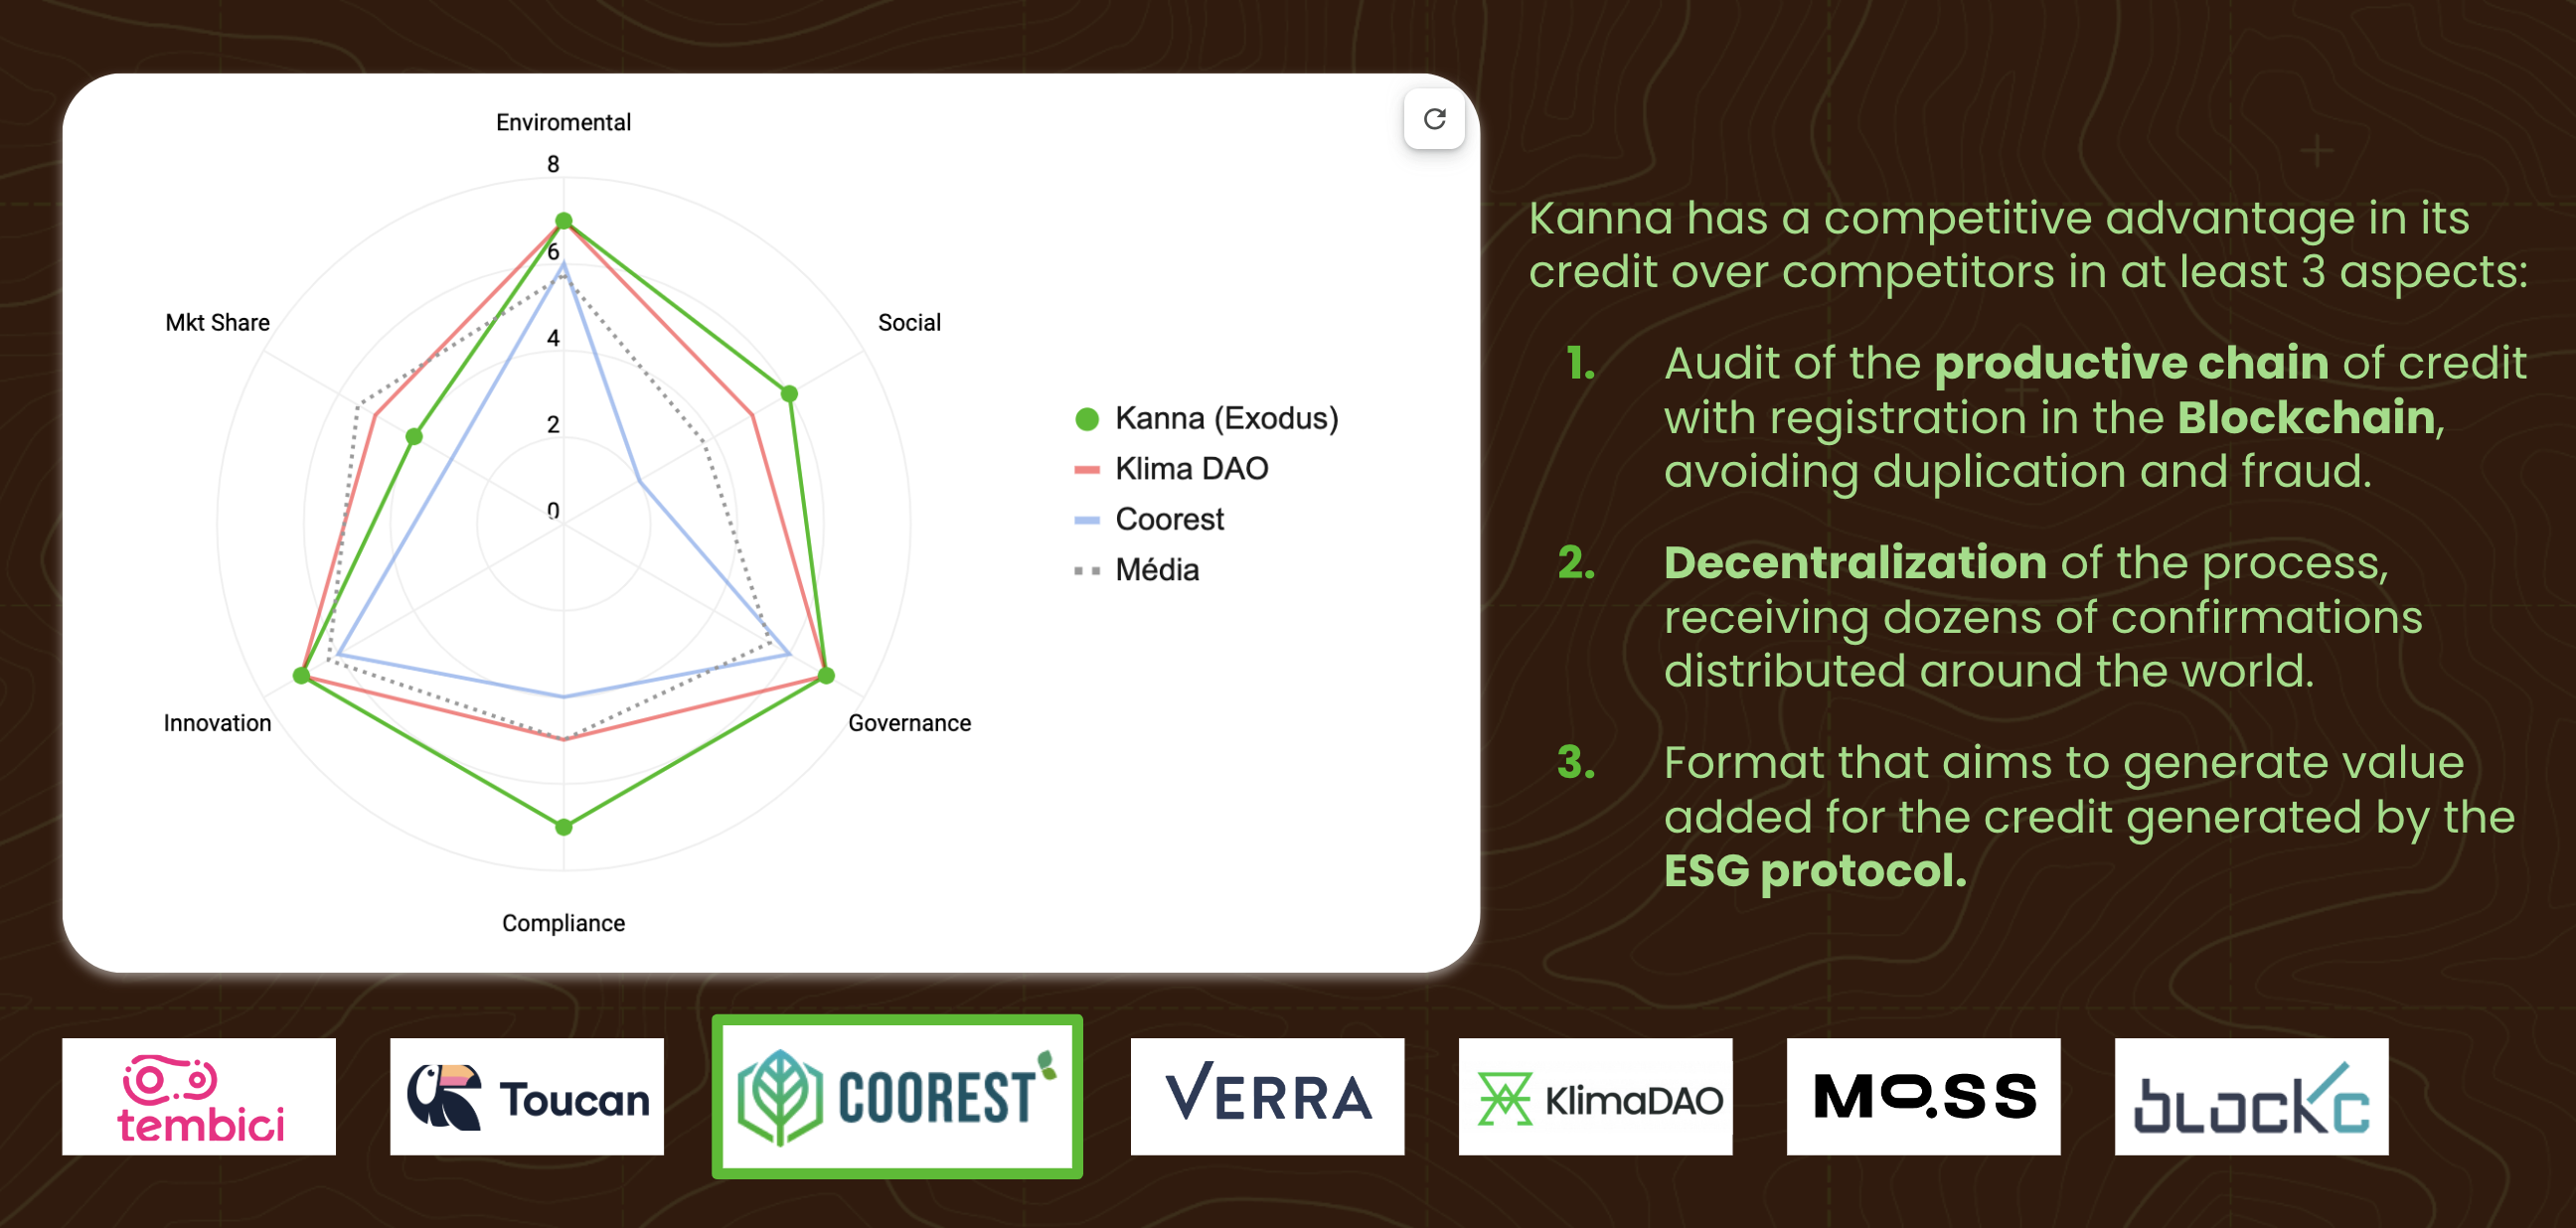 Enviromental
8
6
4
2
0
Mkt Share
Social
Innovation
Governance
Compliance
Kanna (Exodus)
Klima DAO
Coorest
Média
Kanna has a competitive advantage in its
credit over competitors in at least 3 aspects:
1. Audit of the productive chain of credit
with registration in the Blockchain,
avoiding duplication and fraud.
2. Decentralization of the process,
receiving dozens of confirmations
distributed around the world.
3. Format that aims to generate value
added for the credit generated by the
ESG protocol.
tembici
Toucan
COOREST
VERRA
KlimaDAO
MOSS
BLOCKC